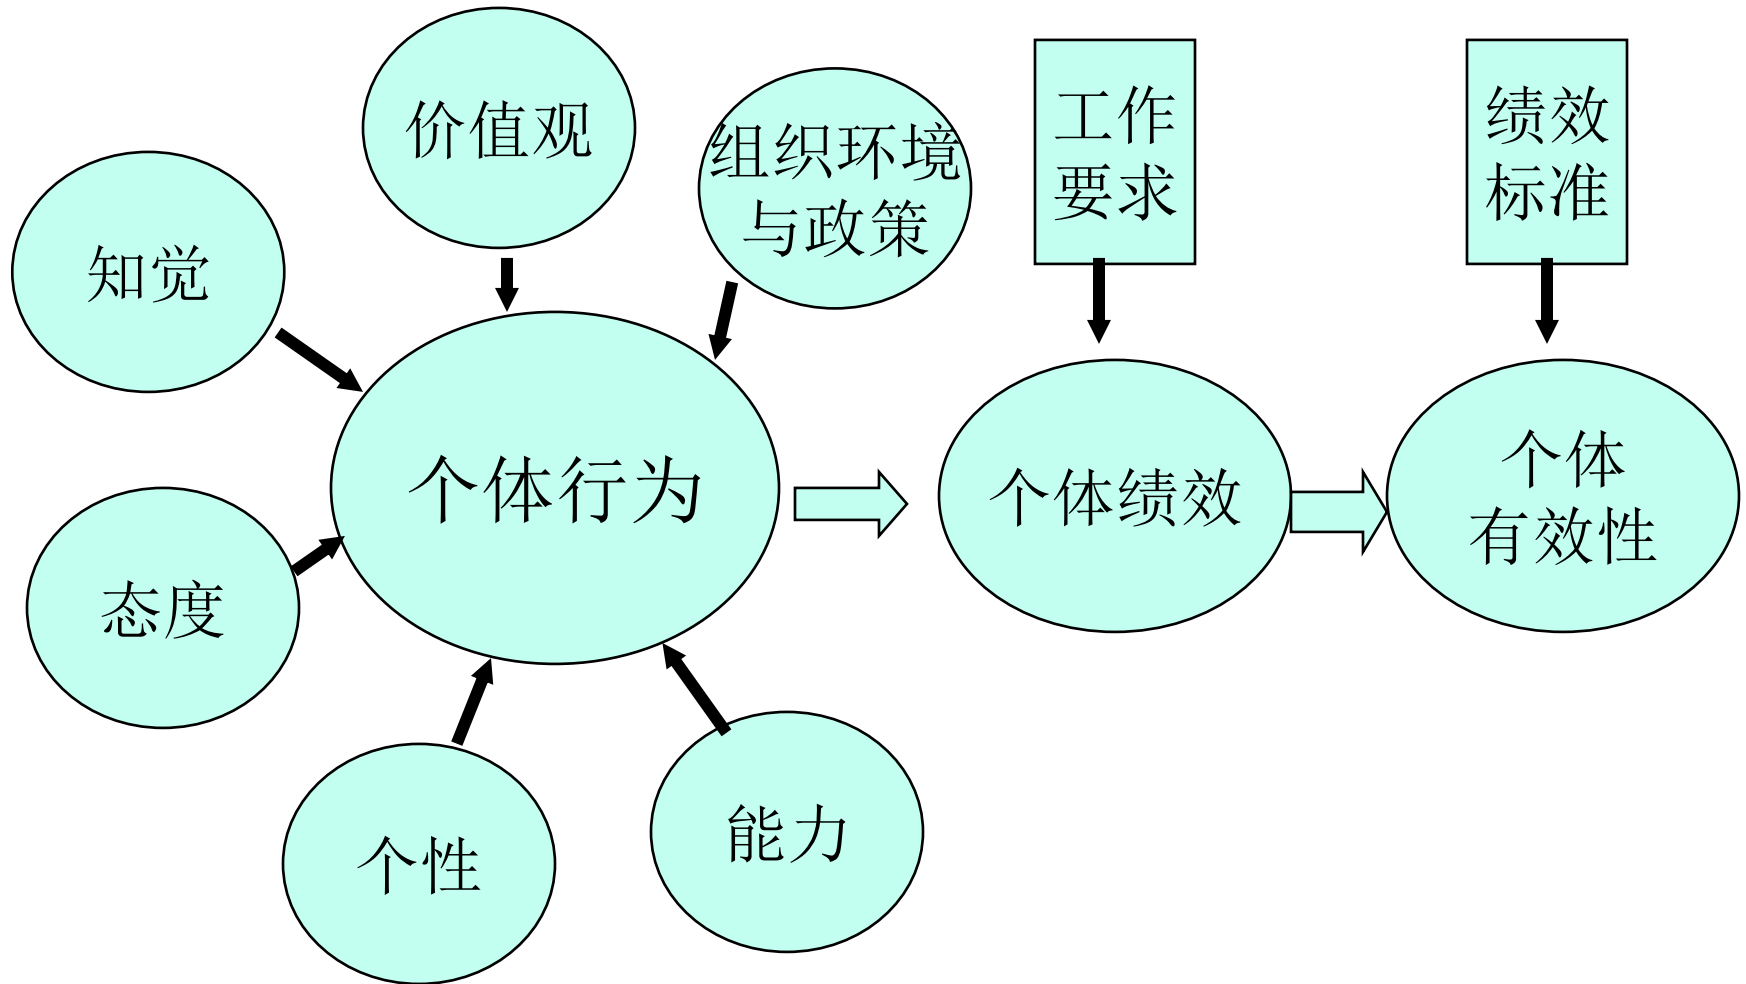 价值观
组织环境
与政策
工作
要求
绩效
标准
知觉
个体行为
个体绩效
个体
有效性
态度
个性
能力